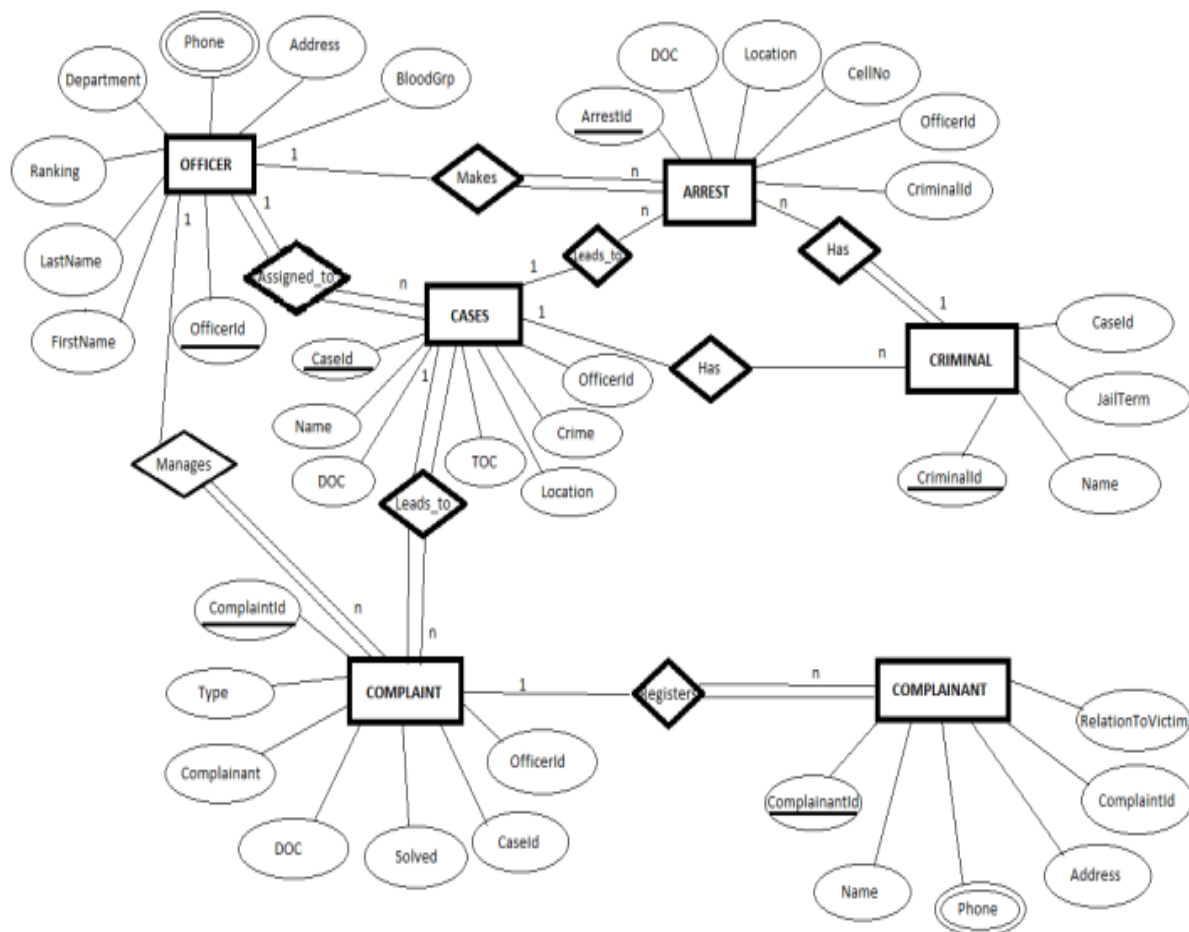 Phone
Address
DOC
Location
Department
BloodGrp
CellNo
ArrestId
OfficerId
1
OFFICER
Ranking
Makes
n
ARREST
CriminalId
1
1
n
n
LastName
Has
Leads_to
Assigned_to
n
1
1
CASES
1
CaseId
FirstName
OfficerId
CaseId
1
OfficerId
Has
n
CRIMINAL
JailTerm
Name
Crime
Manages
DOC
TOC
Location
CriminalId
Name
Leads_to
ComplaintId
n
n
Type
COMPLAINT
1
Registers
n
COMPLAINANT
RelationToVictim
Complainant
OfficerId
ComplainantId
ComplaintId
DOC
Solved
CaseId
Address
Name
Phone